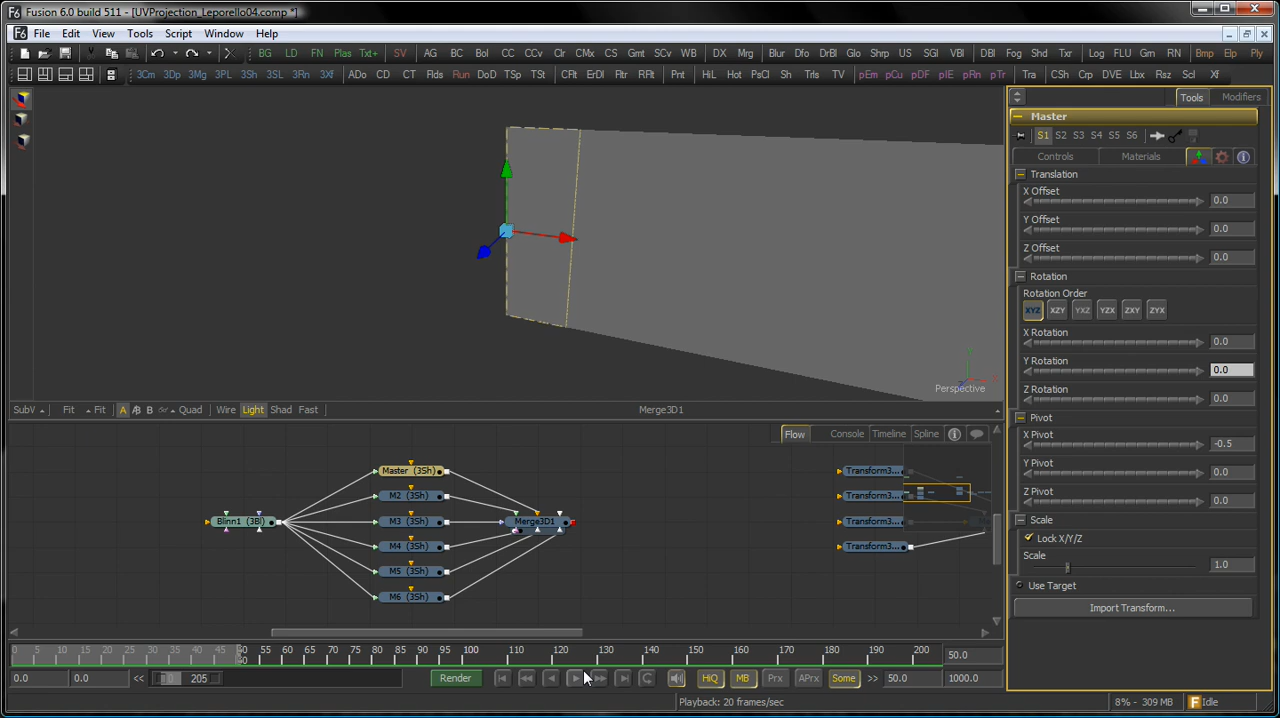 Fusion 6.0 build 511 - [UVProjection_Leporello04.comp *]
File Edit View Tools Script Window Help
BG LD FN Plas Txt+ SV AG BC Bol CC CCv Clr CMx CS Gmt SCv WB DX Mrg Blur Dfo DrBl Glo Shrp US SGl VBl DBl Fog Shd Txr Log FLU Grn RN Bmp Elp Ply
3Cm 3Dp 3Mg 3PL 3Sh 3SL 3Rn 3Xf ADo CD CT Flds Run DoD TSp TSt CFlt ErDl Fltr RFlt Pnt HiL Hot PsCl Sh Trls TV pEm pCu pDF pIE pRn pTr Tra CSh Crp DVE Lbx Rsz Scl Xf
Tools Modifiers
Master
S1 S2 S3 S4 S5 S6
Controls Materials
Translation
X Offset 0.0
Y Offset 0.0
Z Offset 0.0
Rotation
Rotation Order
XYZ XZY YXZ YZX ZXY ZYX
X Rotation 0.0
Y Rotation 0.0
Z Rotation 0.0
Pivot
X Pivot -0.5
Y Pivot 0.0
Z Pivot 0.0
Scale
Lock X/Y/Z
Scale 1.0
Use Target
Import Transform...
Perspective
SubV Fit Fit A B Quad Wire Light Shad Fast Merge3D1
Flow Console Timeline Spline
Master (3Sh)
M2 (3Sh)
Blinn1 (3Bl) M3 (3Sh) Merge3D1
M4 (3Sh)
M5 (3Sh)
M6 (3Sh)
Transform3...
Transform3...
Transform3...
Transform3...
0 5 10 15 20 25 30 35 40 45 50 55 60 65 70 75 80 85 90 95 100 110 120 130 140 150 160 170 180 190 200 50.0
0.0 0.0 << 205 Render HiQ MB Prx APrx Some >> 50.0 1000.0
Playback: 20 frames/sec 8% - 309 MB Idle